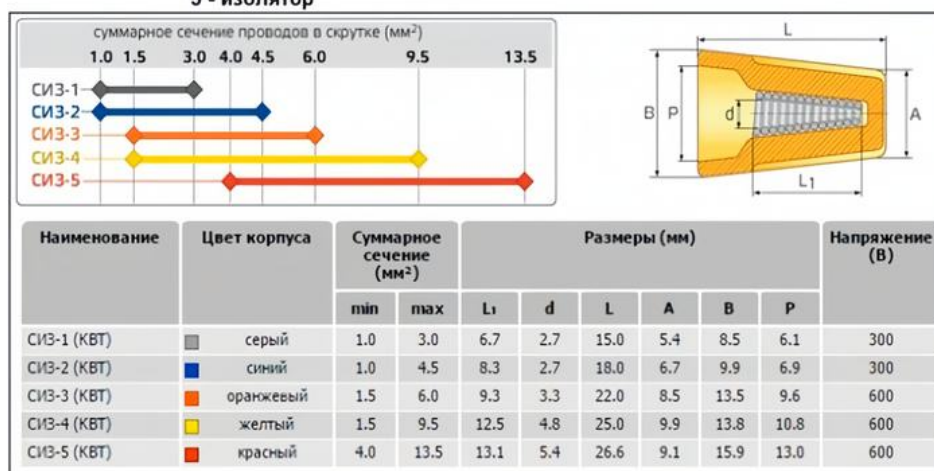 3 - изолятор
суммарное сечение проводов в скрутке (мм²)
1.0 1.5 3.0 4.0 4.5 6.0 9.5 13.5
СИЗ-1
СИЗ-2
СИЗ-3
СИЗ-4
СИЗ-5
L
B P d A
L₁
Наименование Цвет корпуса Суммарное сечение (мм²) Размеры (мм) Напряжение (В)
min max L₁ d L A B P
СИЗ-1 (КВТ) серый 1.0 3.0 6.7 2.7 15.0 5.4 8.5 6.1 300
СИЗ-2 (КВТ) синий 1.0 4.5 8.3 2.7 18.0 6.7 9.9 6.9 300
СИЗ-3 (КВТ) оранжевый 1.5 6.0 9.3 3.3 22.0 8.5 13.5 9.6 600
СИЗ-4 (КВТ) желтый 1.5 9.5 12.5 4.8 25.0 9.9 13.8 10.8 600
СИЗ-5 (КВТ) красный 4.0 13.5 13.1 5.4 26.6 9.1 15.9 13.0 600